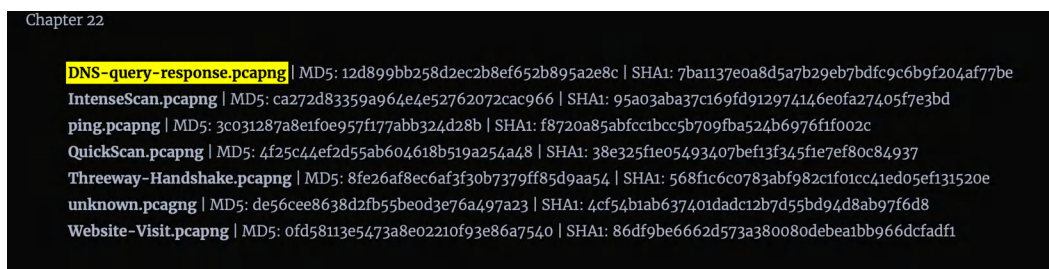 Chapter 22
DNS-query-response.pcapng | MD5: 12d899bb258d2ec2b8ef652b895a2e8c | SHA1: 7ba1137e0a8d5a7b29eb7bdfc9c6b9f204af77be
IntenseScan.pcapng | MD5: ca272d83359a964e4e52762072cac966 | SHA1: 95a03aba37c169fd912974146e0fa27405f7e3bd
ping.pcapng | MD5: 3c031287a8e1f0e957f177abb324d28b | SHA1: f8720a85abfcc1bcc5b709fba524b6976f1f002c
QuickScan.pcapng | MD5: 4f25c44ef2d55ab604618b519a254a48 | SHA1: 38e325f1e05493407bef13f345f1e7ef80c84937
Threeway-Handshake.pcapng | MD5: 8fe26af8ec6af3f30b7379ff85d9aa54 | SHA1: 568f1c6c0783abf982c1f01cc41ed05ef131520e
unknown.pcagng | MD5: de56cee8638d2fb55be0d3e76a497a23 | SHA1: 4cf54b1ab637401dadc12b7d55bd94d8ab97f6d8
Website-Visit.pcapng | MD5: 0fd58113e5473a8e02210f93e86a7540 | SHA1: 86df9be6662d573a380080debea1bb966dcfadf1